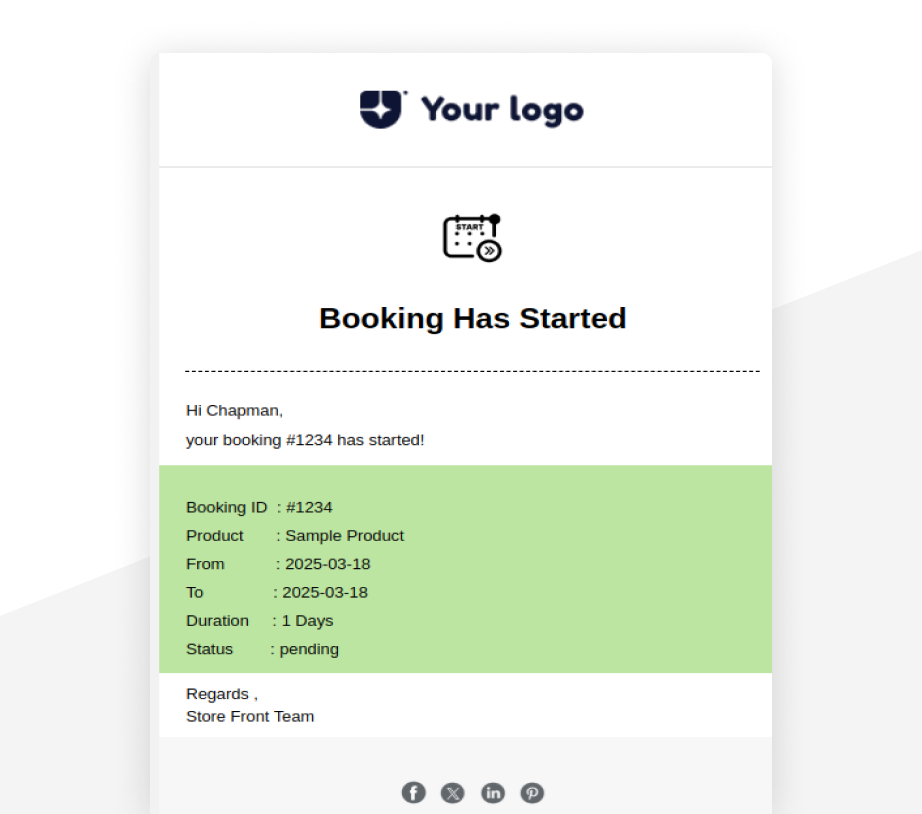 Your logo
START
Booking Has Started
Hi Chapman,
your booking #1234 has started!
Booking ID : #1234
Product : Sample Product
From : 2025-03-18
To : 2025-03-18
Duration : 1 Days
Status : pending
Regards ,
Store Front Team